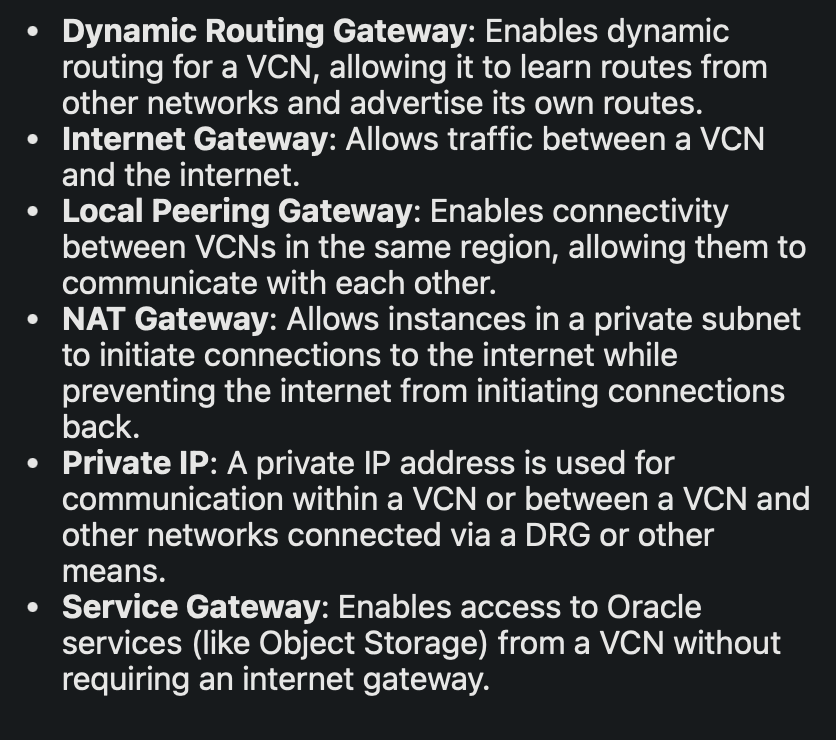 • Dynamic Routing Gateway: Enables dynamic
routing for a VCN, allowing it to learn routes from
other networks and advertise its own routes.
• Internet Gateway: Allows traffic between a VCN
and the internet.
• Local Peering Gateway: Enables connectivity
between VCNs in the same region, allowing them to
communicate with each other.
• NAT Gateway: Allows instances in a private subnet
to initiate connections to the internet while
preventing the internet from initiating connections
back.
• Private IP: A private IP address is used for
communication within a VCN or between a VCN and
other networks connected via a DRG or other
means.
• Service Gateway: Enables access to Oracle
services (like Object Storage) from a VCN without
requiring an internet gateway.